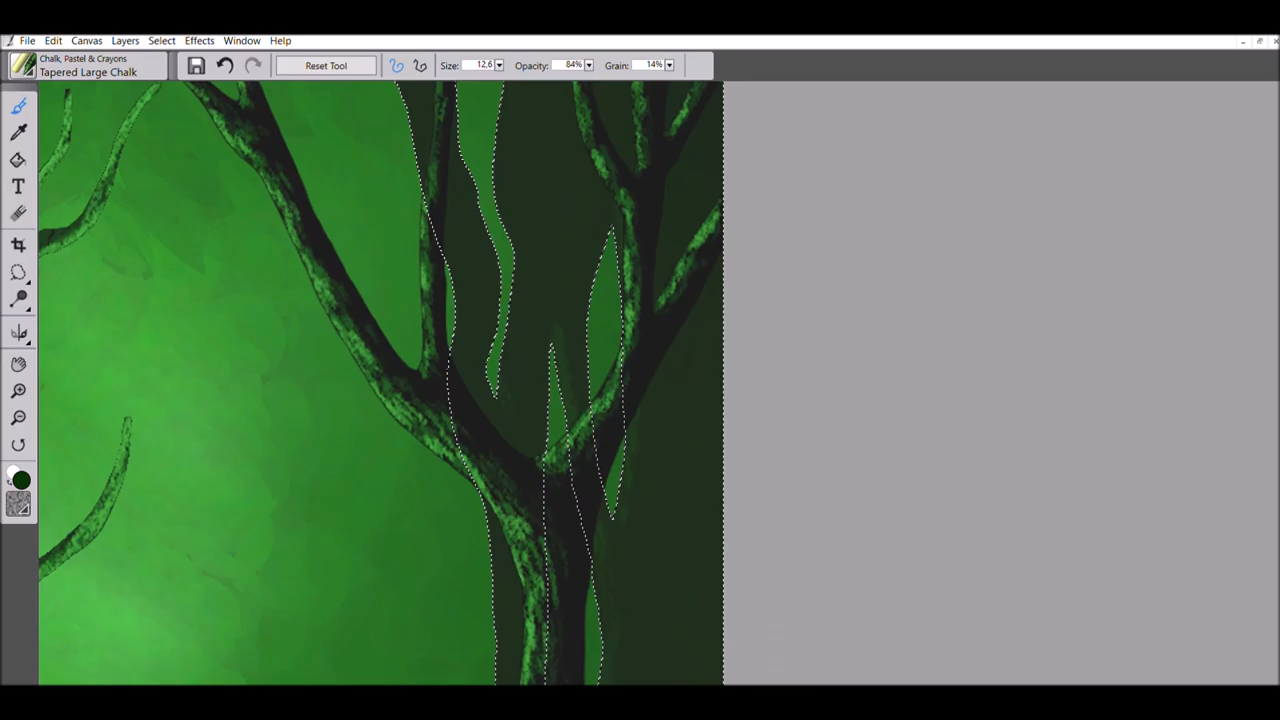 File Edit Canvas Layers Select Effects Window Help
Chalk, Pastel & Crayons
Tapered Large Chalk
Reset Tool Size: 12,6 Opacity: 84% Grain: 14%
T